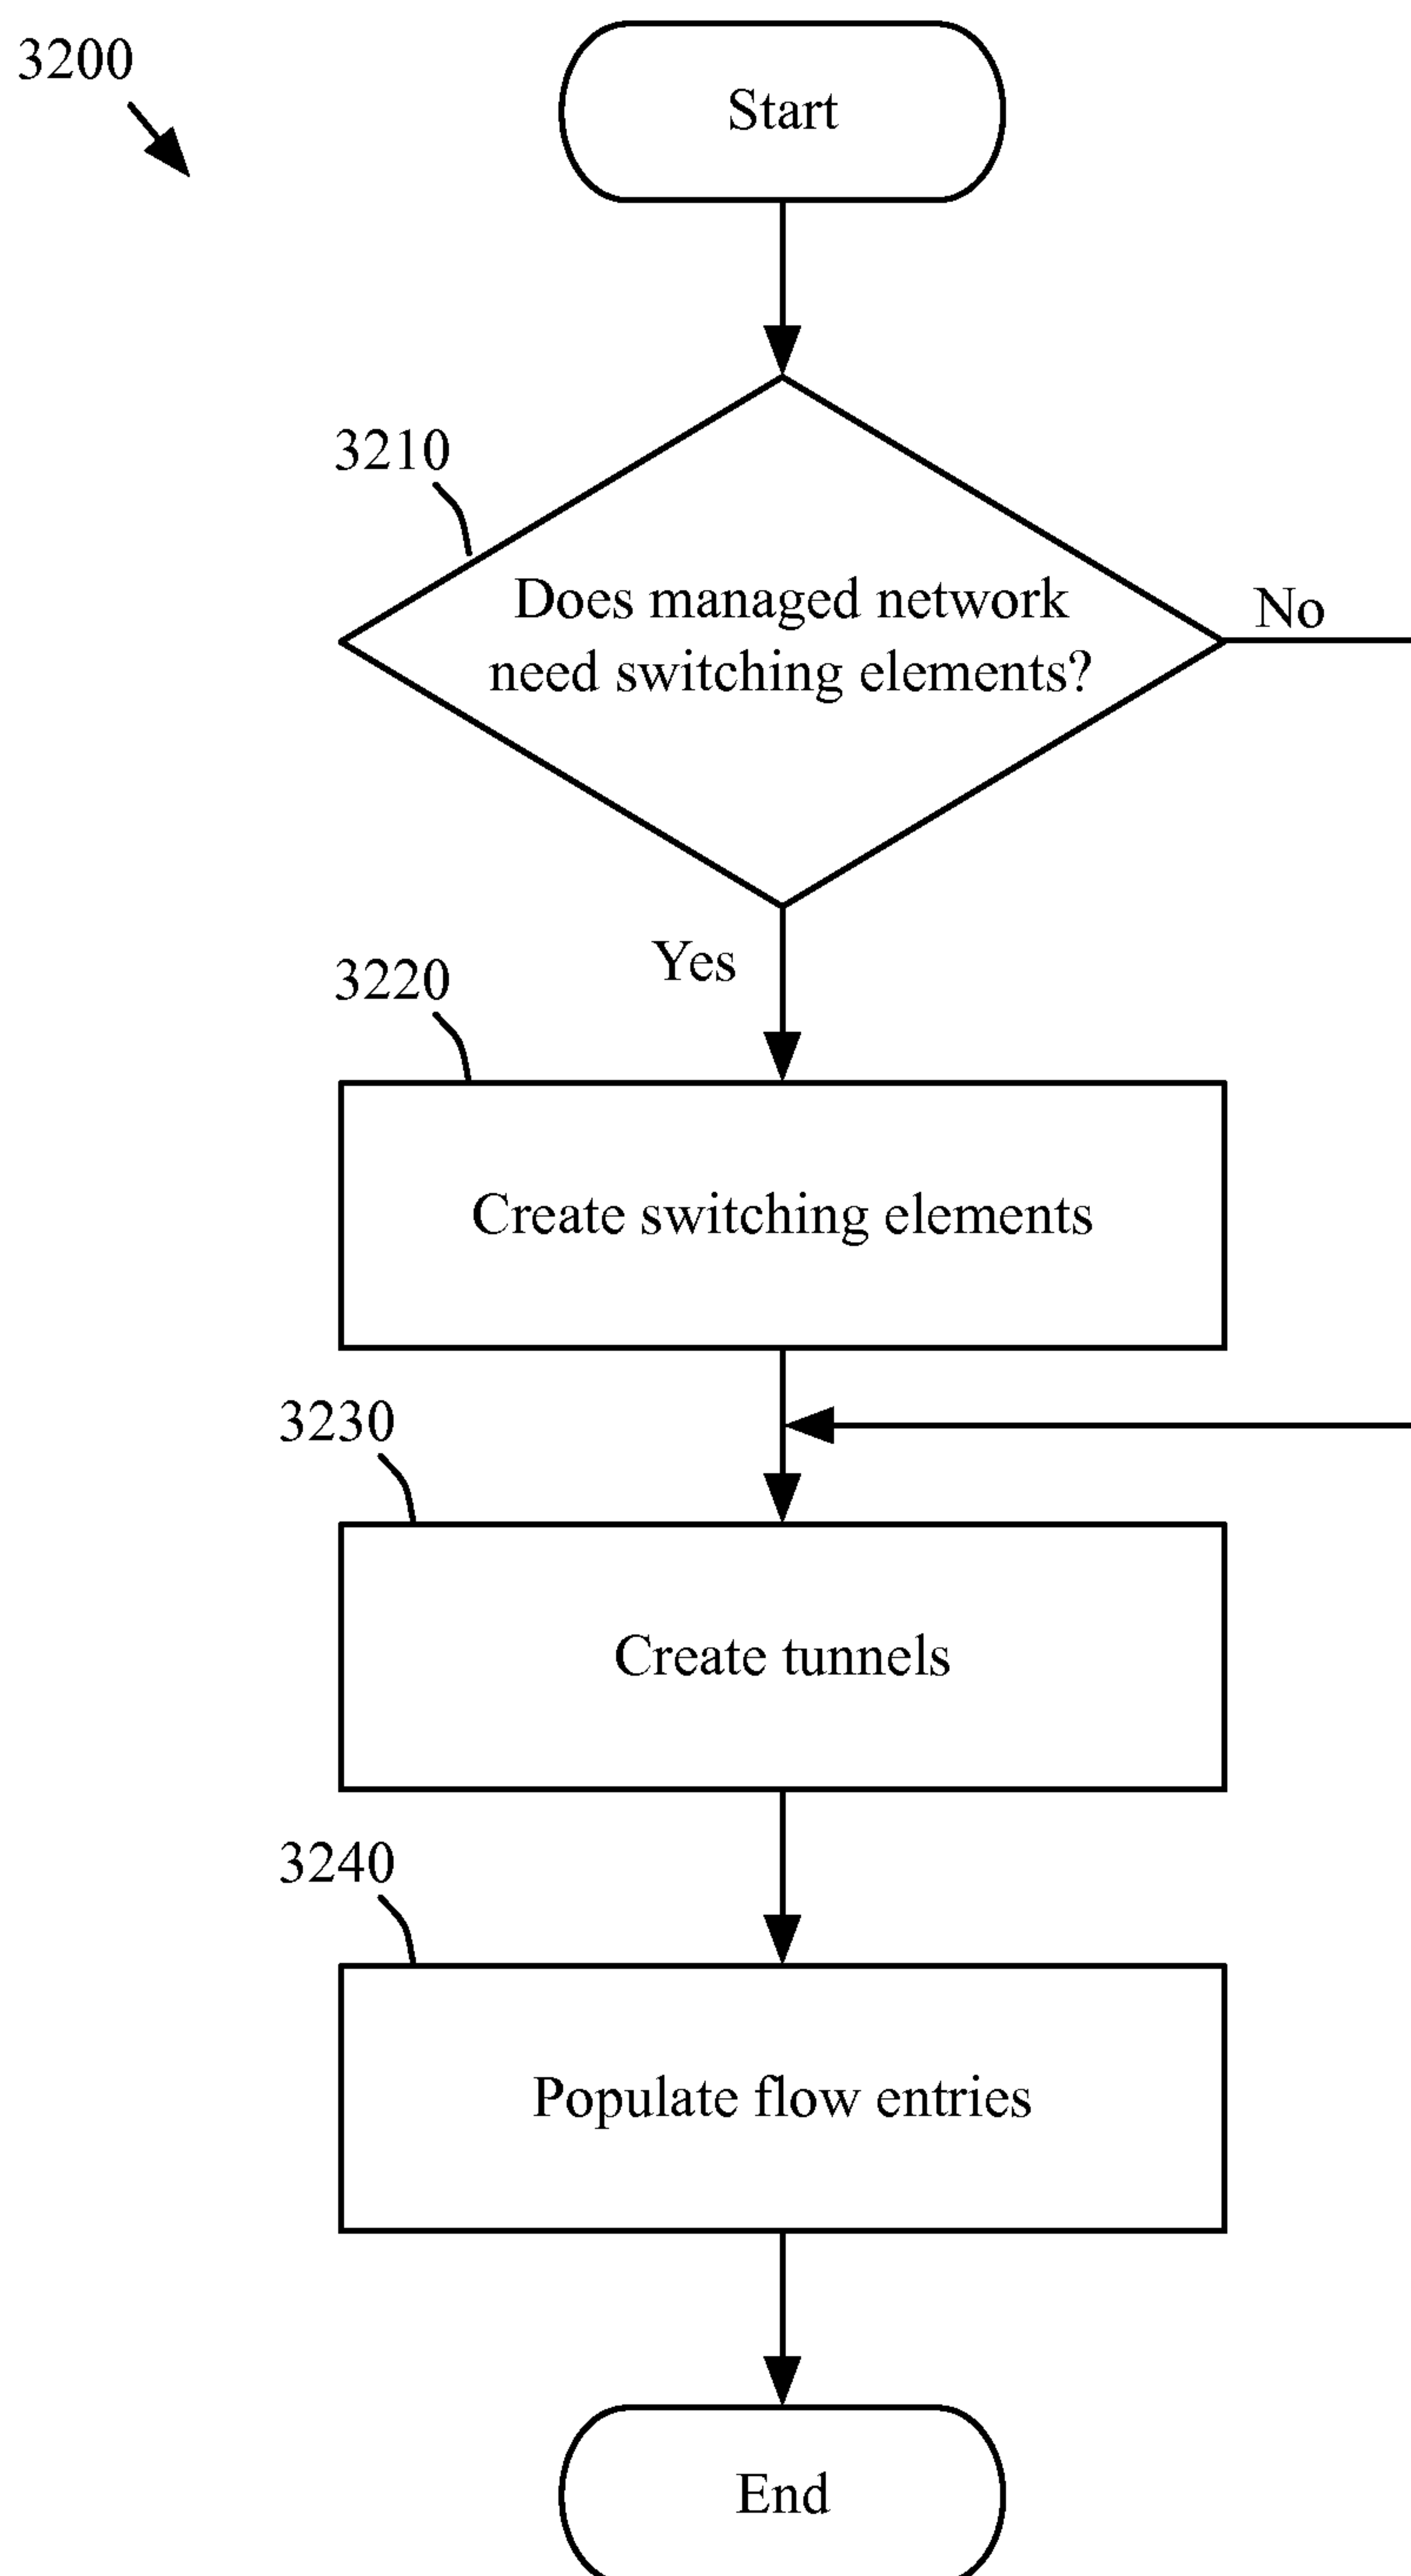 3200
Start
3210
Does managed network
need switching elements?
No
Yes
3220
Create switching elements
3230
Create tunnels
3240
Populate flow entries
End